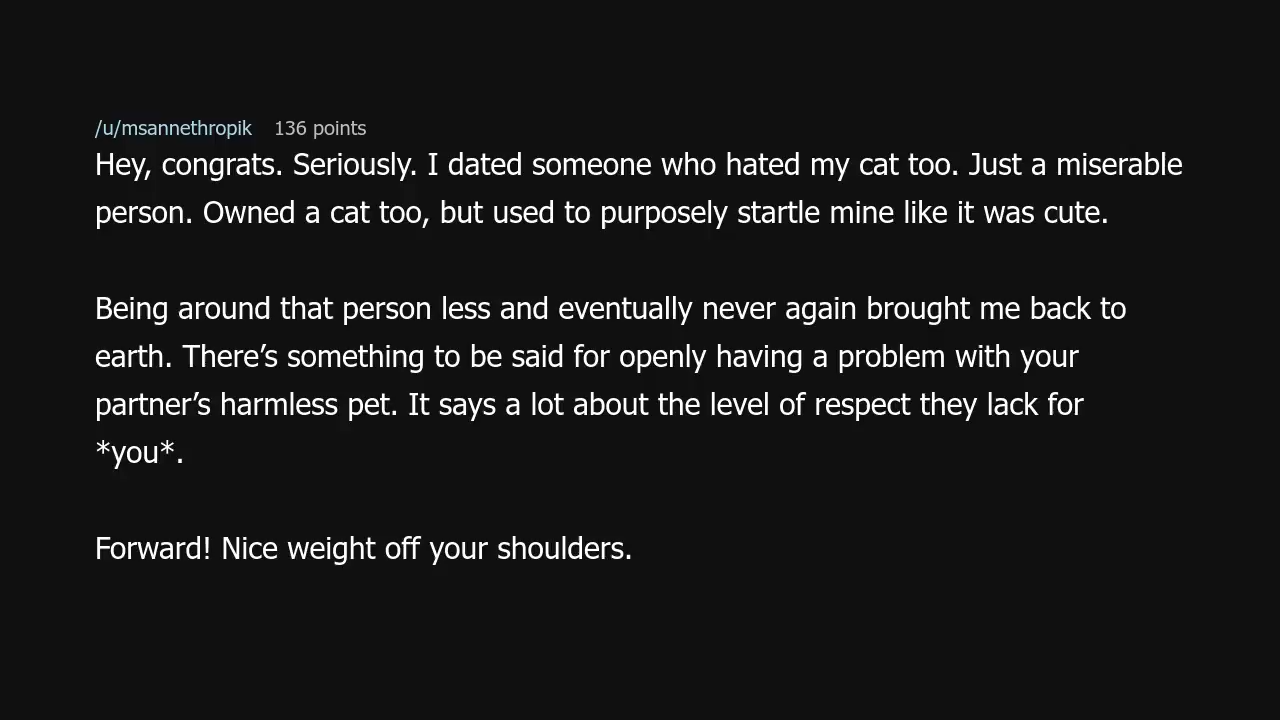 /u/msannethropik 136 points
Hey, congrats. Seriously. I dated someone who hated my cat too. Just a miserable
person. Owned a cat too, but used to purposely startle mine like it was cute.
Being around that person less and eventually never again brought me back to
earth. There’s something to be said for openly having a problem with your
partner’s harmless pet. It says a lot about the level of respect they lack for
*you*.
Forward! Nice weight off your shoulders.